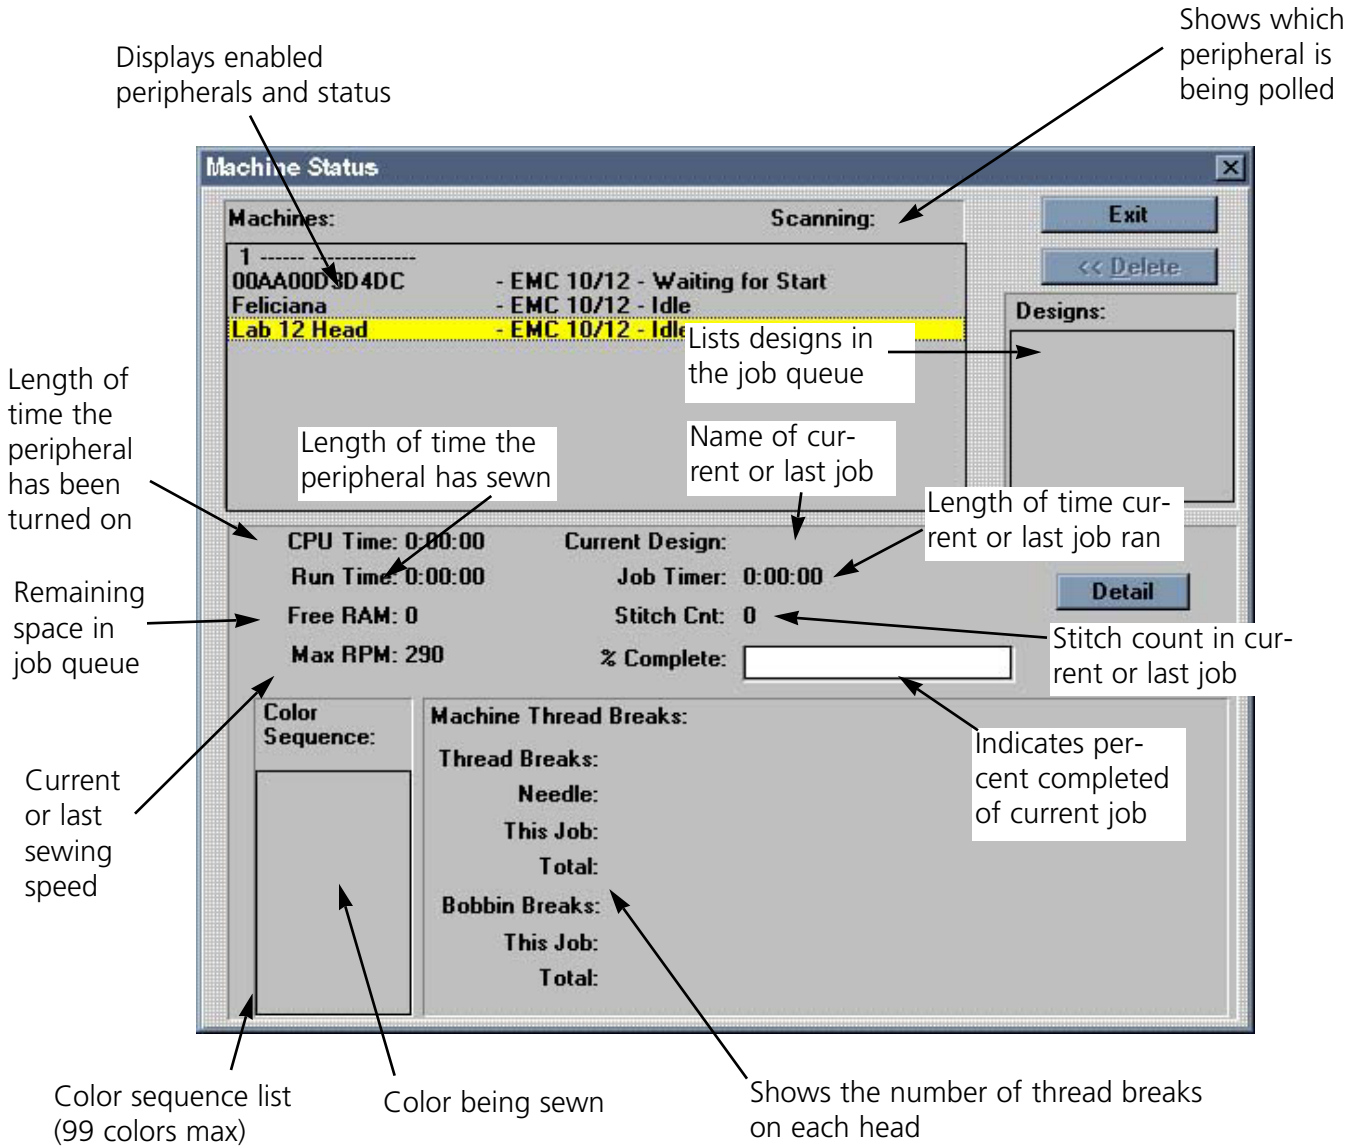 Shows which
peripheral is
being polled
Displays enabled
peripherals and status
Machine Status
Machines:
Scanning:
Exit
1 ------ --------------
00AA00D3D4DC - EMC 10/12 - Waiting for Start
<< Delete
Feliciana - EMC 10/12 - Idle
Designs:
Lab 12 Head - EMC 10/12 - Idle
Lists designs in
the job queue
Length of
time the
peripheral
has been
turned on
Length of time the
peripheral has sewn
Name of cur-
rent or last job
Length of time cur-
rent or last job ran
CPU Time: 0:00:00
Current Design:
Run Time: 0:00:00
Job Timer: 0:00:00
Detail
Remaining
space in
job queue
Free RAM: 0
Stitch Cnt: 0
Stitch count in cur-
rent or last job
Max RPM: 290
% Complete:
Color
Sequence:
Machine Thread Breaks:
Indicates per-
cent completed
of current job
Thread Breaks:
Needle:
This Job:
Total:
Current
or last
sewing
speed
Bobbin Breaks:
This Job:
Total:
Color sequence list
(99 colors max)
Color being sewn
Shows the number of thread breaks
on each head